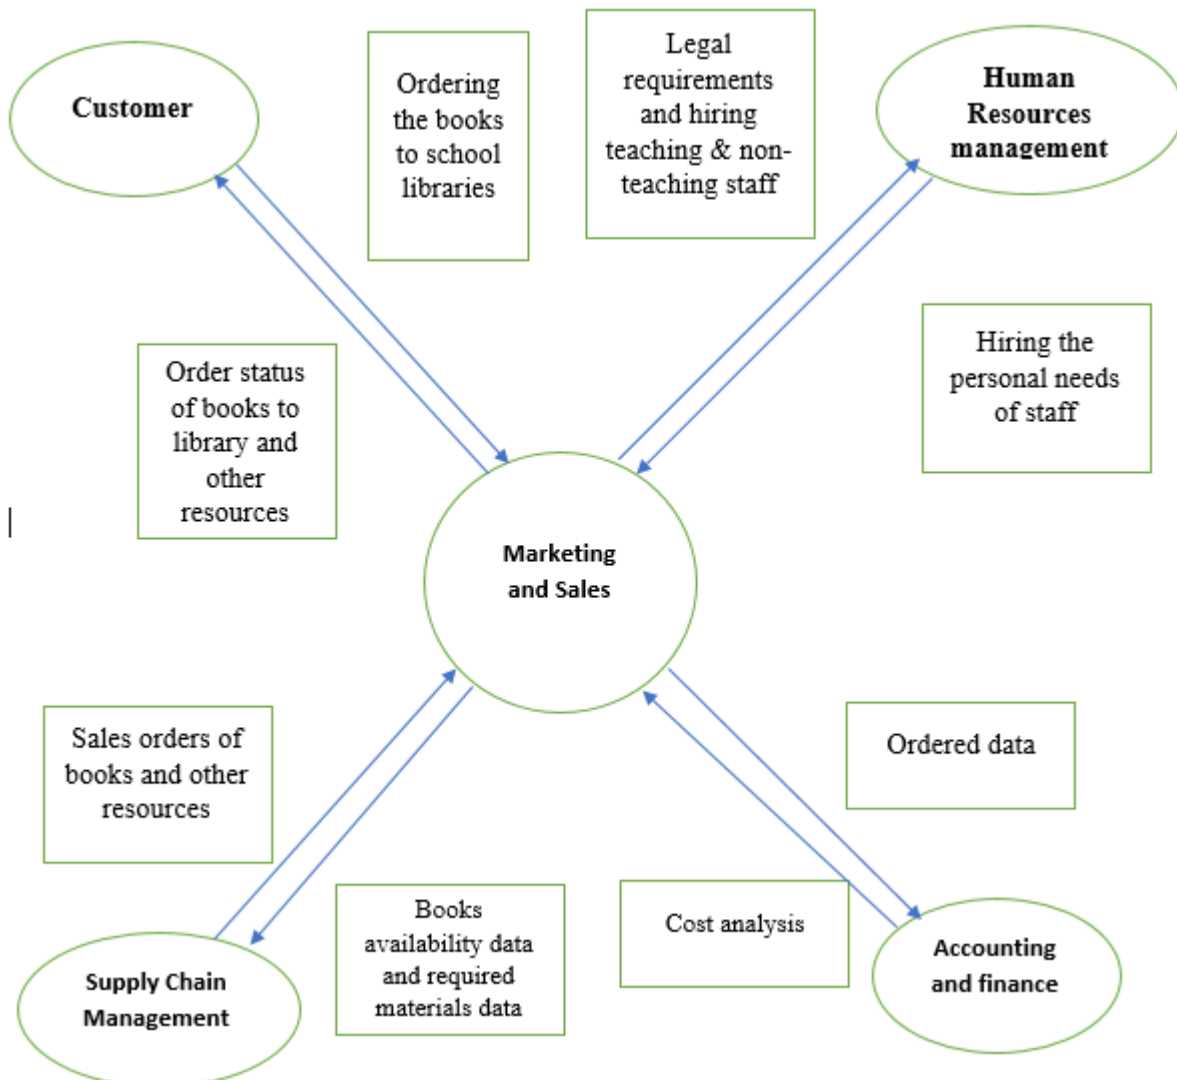 Customer
Ordering
the books
to school
libraries
Legal
requirements
and hiring
teaching & non-
teaching staff
Human
Resources
management
Order status
of books to
library and
other
resources
Hiring the
personal needs
of staff
Marketing
and Sales
Sales orders of
books and other
resources
Ordered data
Books
availability data
and required
materials data
Cost analysis
Supply Chain
Management
Accounting
and finance